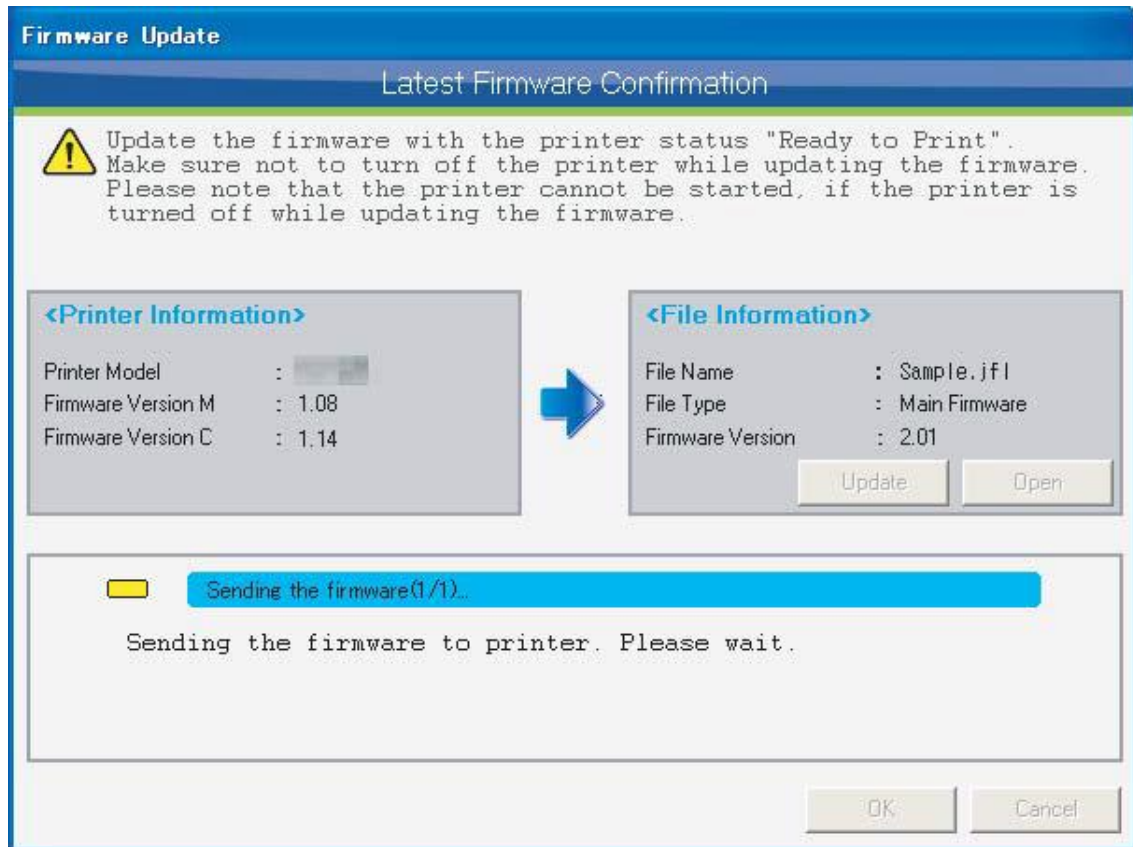 Firmware Update
Latest Firmware Confirmation
Update the firmware with the printer status "Ready to Print".
Make sure not to turn off the printer while updating the firmware.
Please note that the printer cannot be started, if the printer is
turned off while updating the firmware.
<Printer Information>
Printer Model :
Firmware Version M : 1.08
Firmware Version C : 1.14
<File Information>
File Name : Sample.jfl
File Type : Main Firmware
Firmware Version : 2.01
Update Open
Sending the firmware(1/1)...
Sending the firmware to printer. Please wait.
OK Cancel